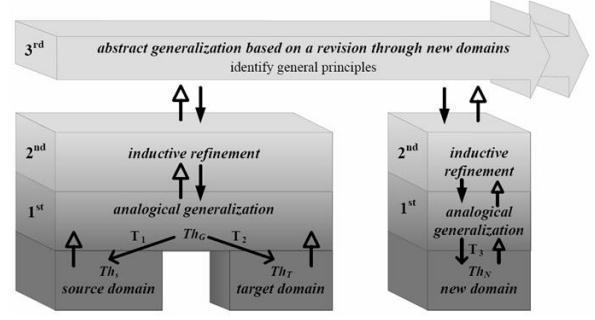 3rd
abstract generalization based on a revision through new domains
identify general principles
2nd
inductive refinement
1st
analogical generalization
T1
ThG
T2
Ths
source domain
ThT
target domain
2nd
inductive
refinement
1st
analogical
generalization
T3
ThN
new domain